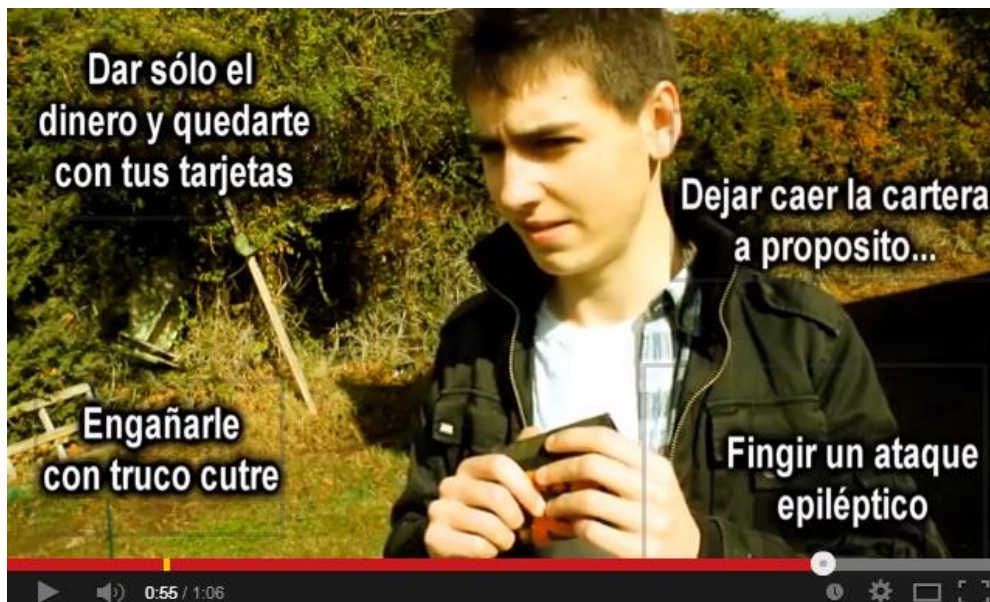 Dar sólo el
dinero y quedarte
con tus tarjetas
Dejar caer la cartera
a proposito...
Engañarle
con truco cutre
Fingir un ataque
epiléptico
0:55 / 1:06